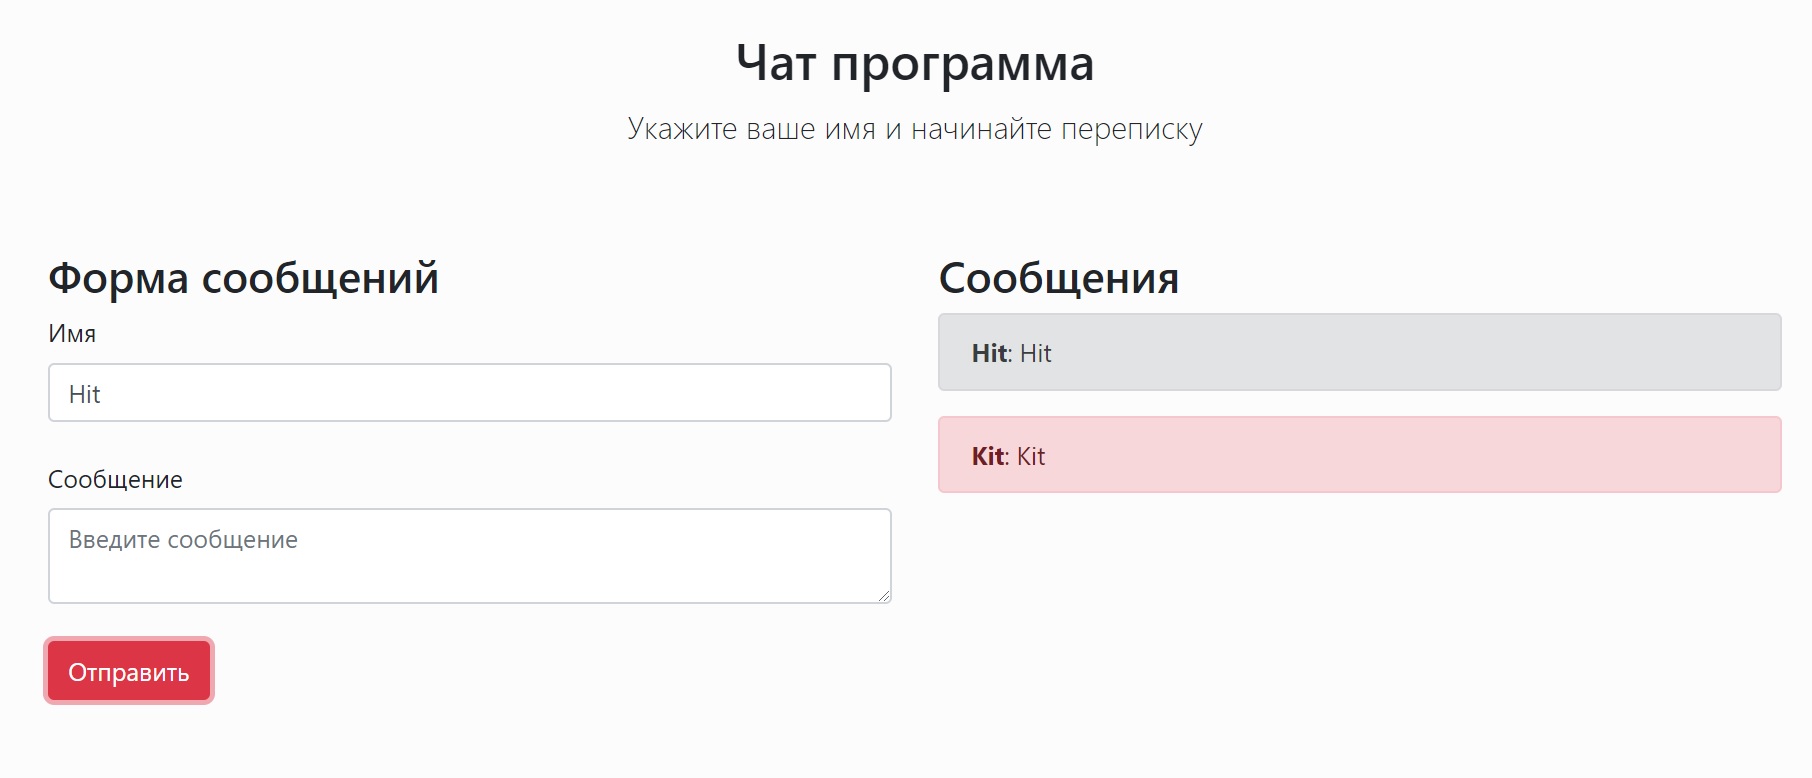 Чат программа
Укажите ваше имя и начинайте переписку
Форма сообщений
Имя
Hit
Сообщение
Введите сообщение
Отправить
Сообщения
Hit: Hit
Kit: Kit